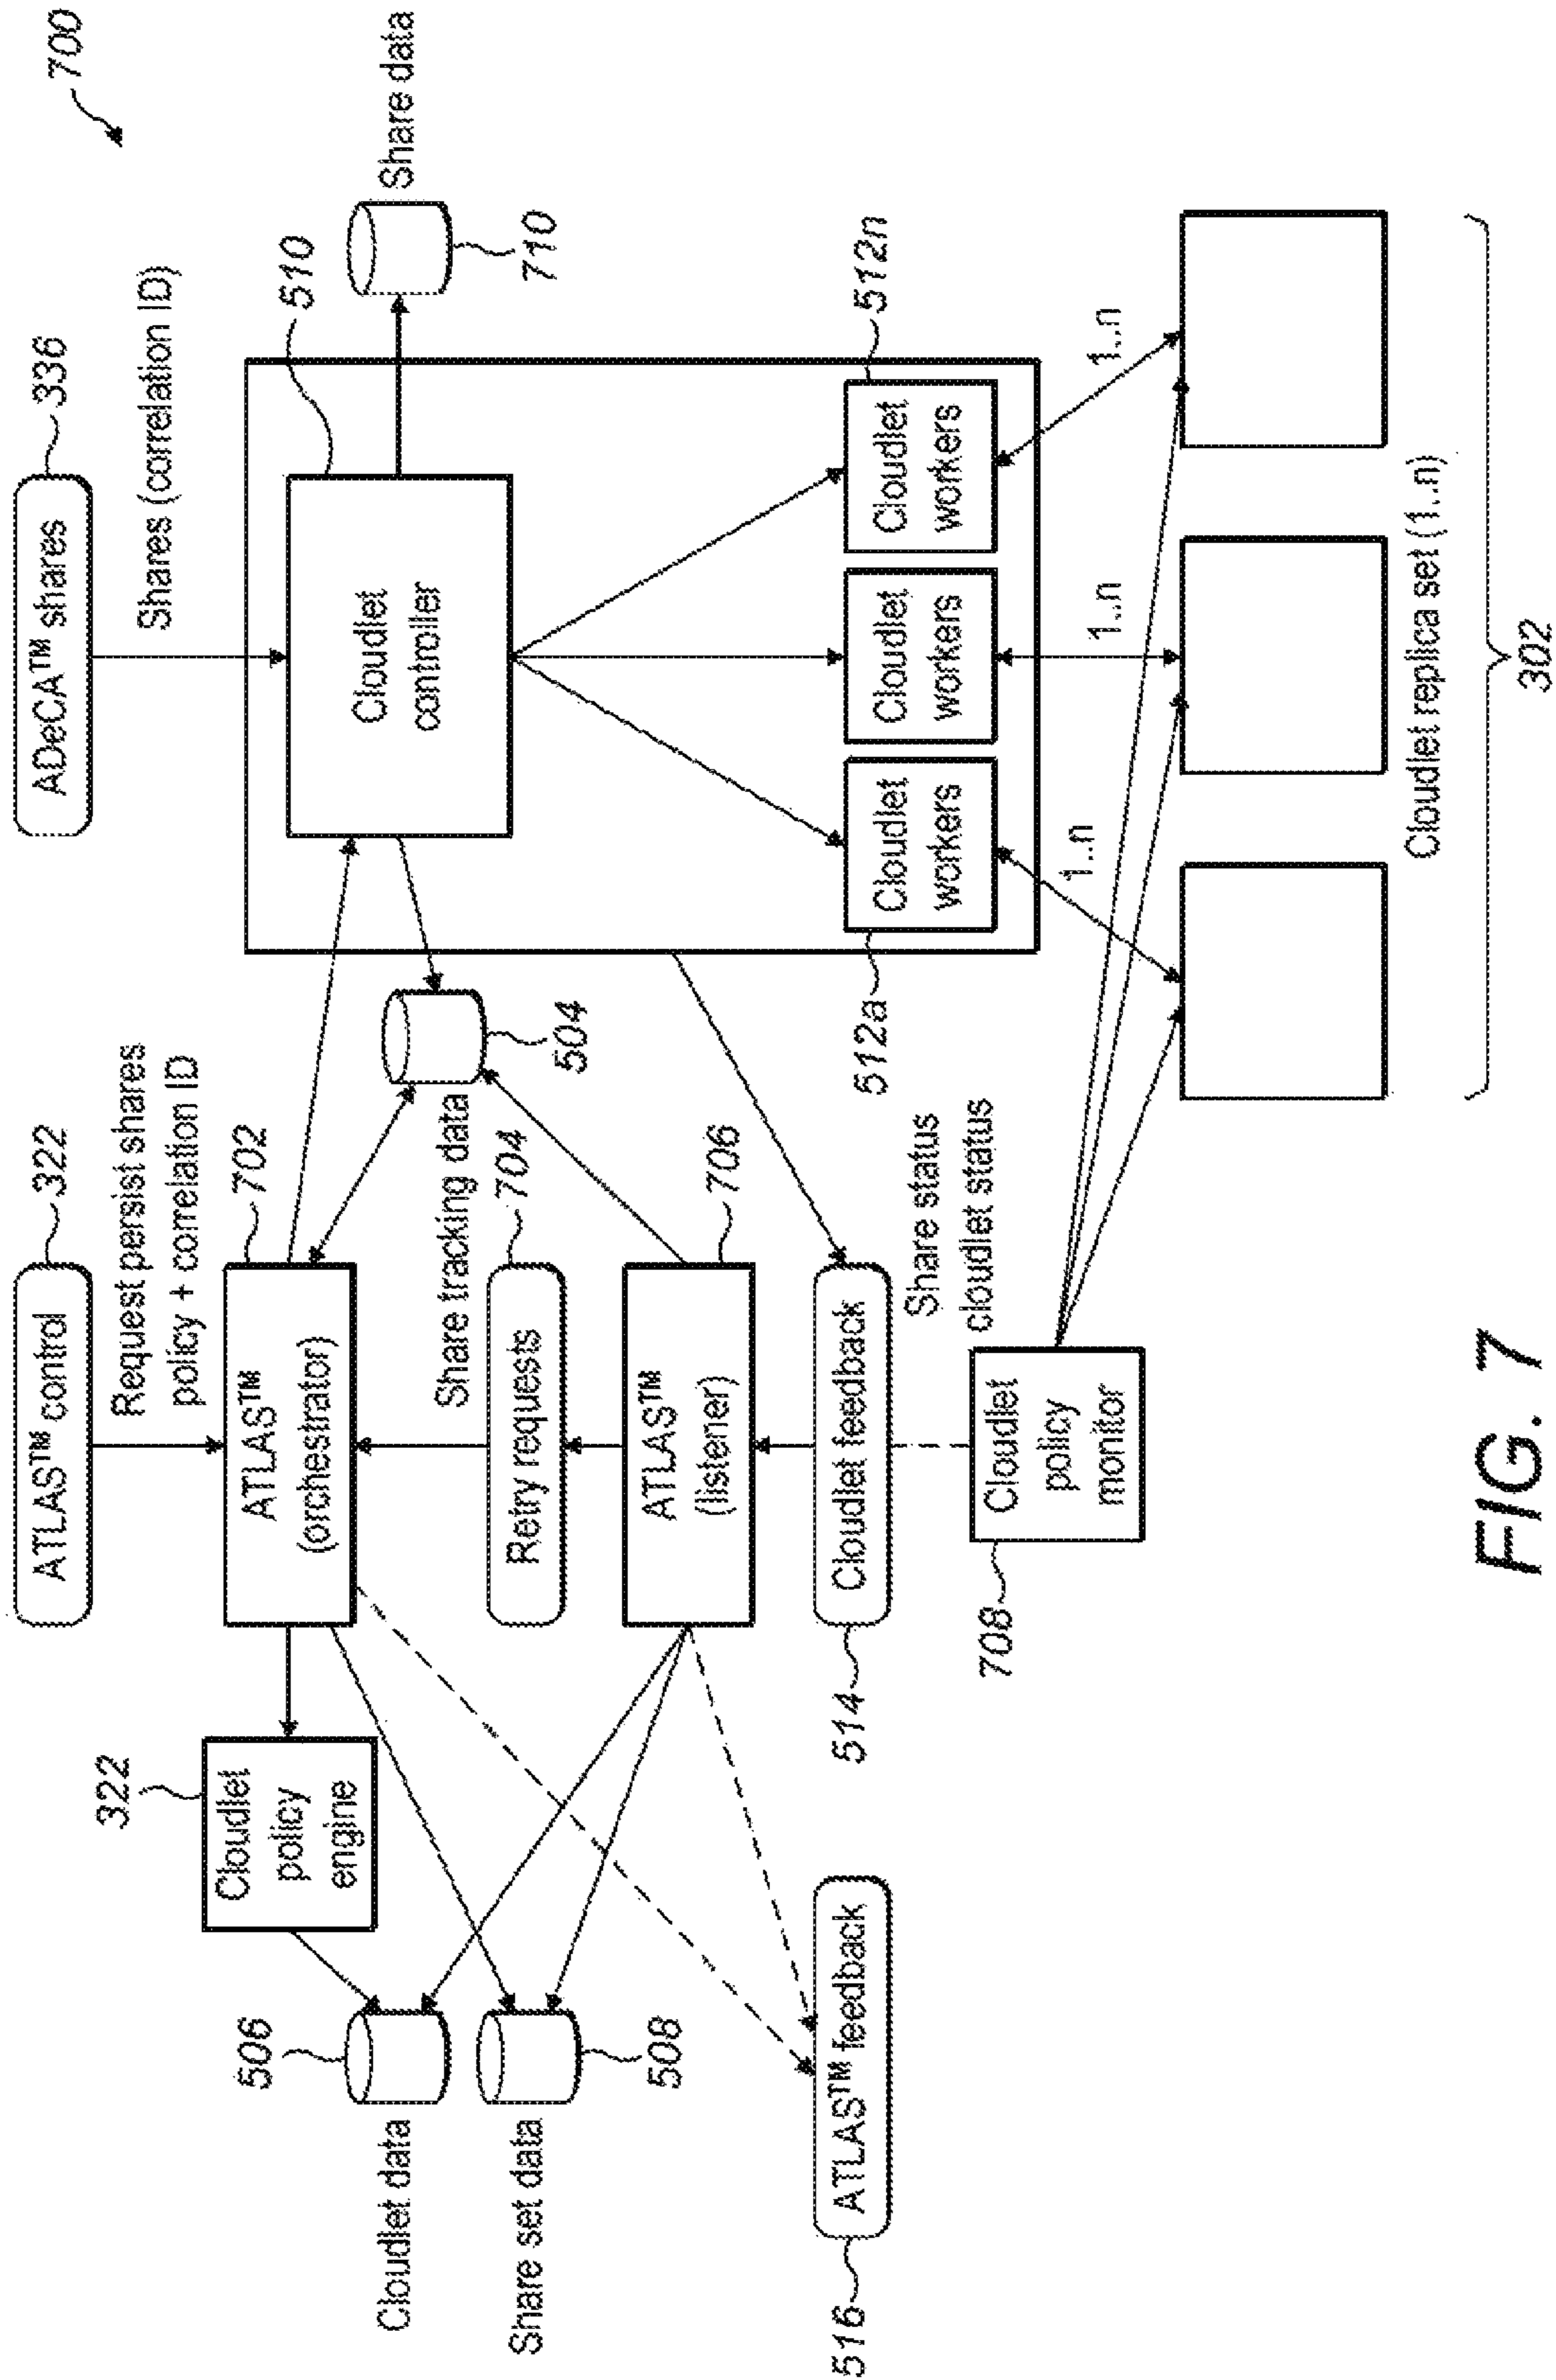 700
ATLAS™ control
322
ADeCA™ shares
336
Request persist shares
policy + correlation ID
Shares (correlation ID)
322
Cloudlet
policy
engine
ATLAS™
(orchestrator)
702
Cloudlet
controller
510
Share data
710
506
Cloudlet data
Share set data
508
Share tracking data
504
Retry requests
704
ATLAS™
(listener)
706
512a
Cloudlet
workers
Cloudlet
workers
Cloudlet
workers
512n
516
ATLAS™ feedback
514
Cloudlet feedback
Share status
cloudlet status
708
Cloudlet
policy
monitor
1..n
1..n
1..n
Cloudlet replica set (1..n)
302
FIG. 7